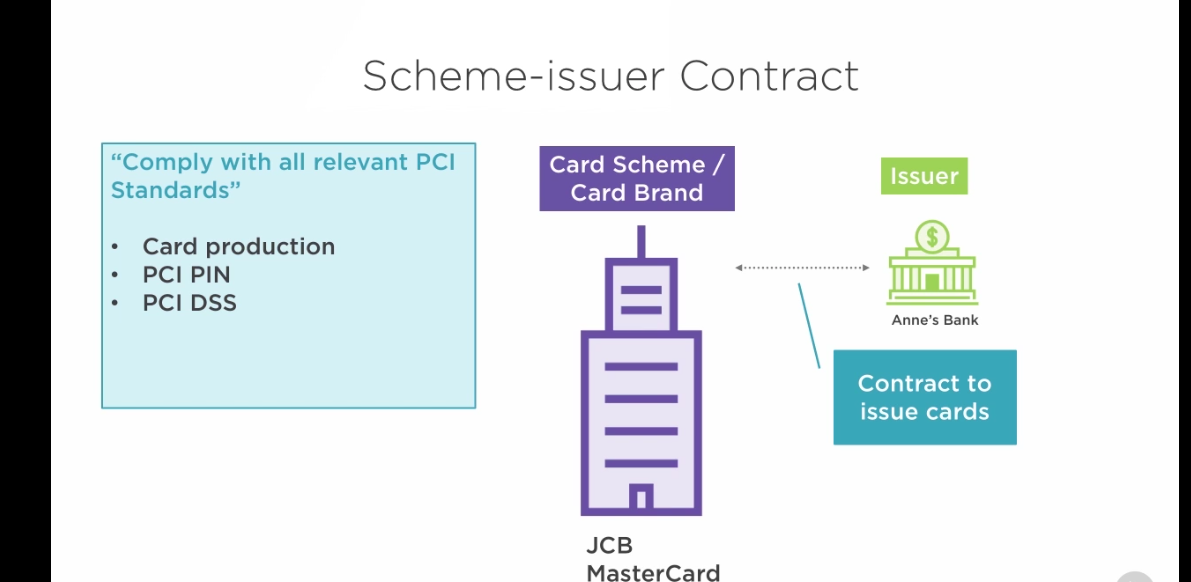 Scheme-issuer Contract
“Comply with all relevant PCI
Standards”
• Card production
• PCI PIN
• PCI DSS
Card Scheme /
Card Brand
Issuer
$
Anne’s Bank
Contract to
issue cards
JCB
MasterCard